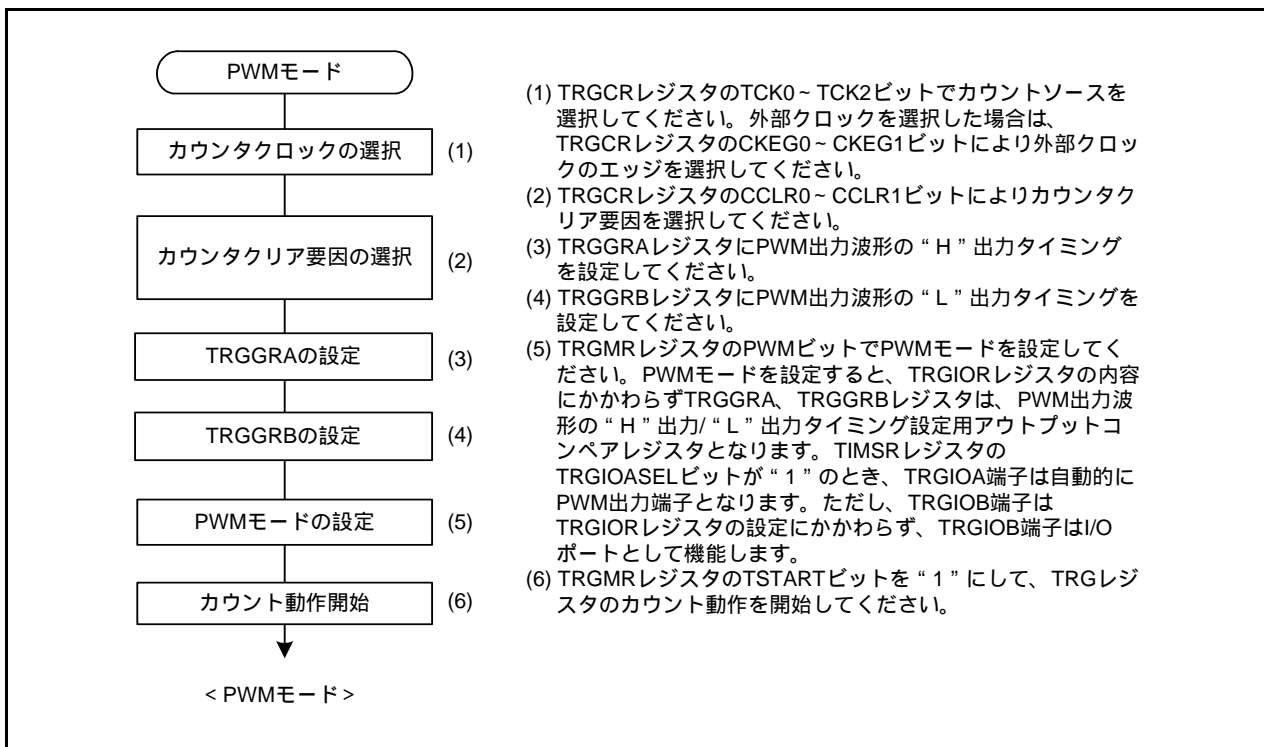 PWMモード
カウンタクロックの選択 (1)
カウンタクリア要因の選択 (2)
TRGGRAの設定 (3)
TRGGRBの設定 (4)
PWMモードの設定 (5)
カウント動作開始 (6)
< PWMモード >
(1) TRGCRレジスタのTCK0~TCK2ビットでカウントソースを
選択してください。外部クロックを選択した場合は、
TRGCRレジスタのCKEG0~CKEG1ビットにより外部クロッ
クのエッジを選択してください。
(2) TRGCRレジスタのCCLR0~CCLR1ビットによりカウンタク
リア要因を選択してください。
(3) TRGGRAレジスタにPWM出力波形の“H”出力タイミング
を設定してください。
(4) TRGGRBレジスタにPWM出力波形の“L”出力タイミングを
設定してください。
(5) TRGMRレジスタのPWMビットでPWMモードを設定してく
ださい。PWMモードを設定すると、TRGIORレジスタの内容
にかかわらずTRGGRA、TRGGRBレジスタは、PWM出力波
形の“H”出力/“L”出力タイミング設定用アウトプットコ
ンペアレジスタとなります。TIMSRレジスタの
TRGIOASELビットが“1”のとき、TRGIOA端子は自動的に
PWM出力端子となります。ただし、TRGIOB端子は
TRGIORレジスタの設定にかかわらず、TRGIOB端子はI/O
ポートとして機能します。
(6) TRGMRレジスタのTSTARTビットを“1”にして、TRGレジ
スタのカウント動作を開始してください。